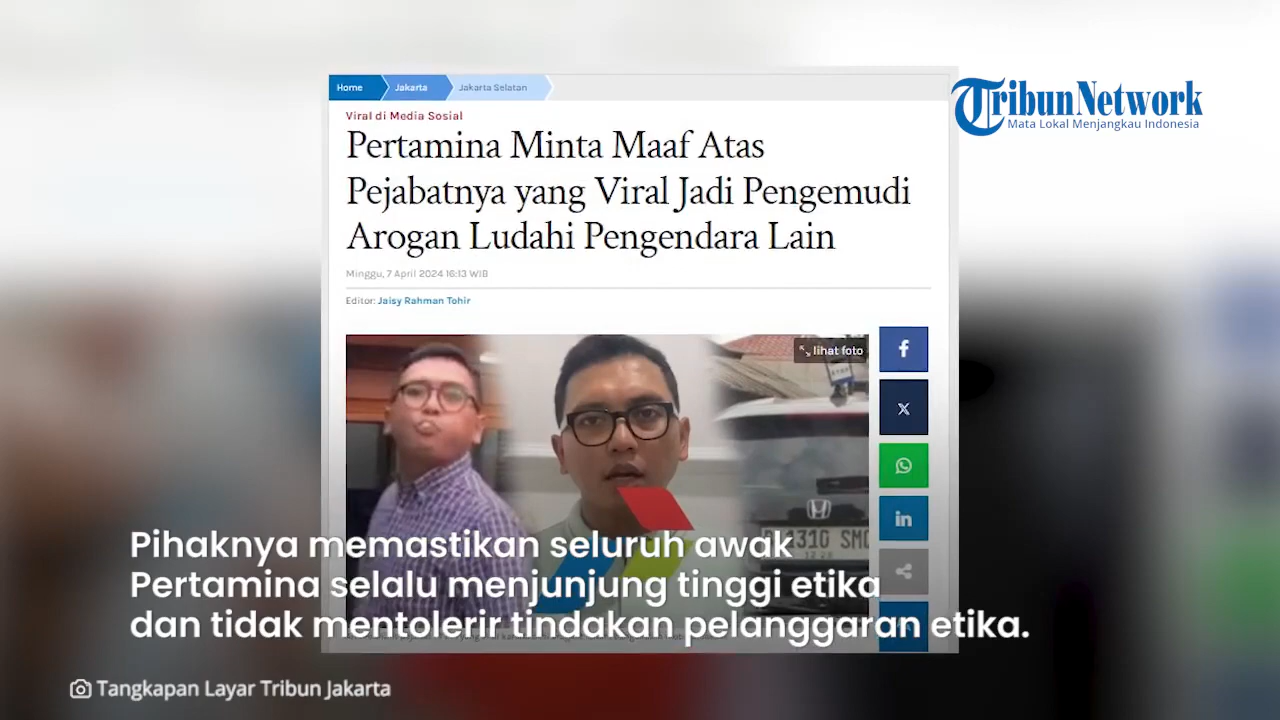 Home
Jakarta
Jakarta Selatan
TribunNetwork
Mata Lokal Menjangkau Indonesia
Viral di Media Sosial
Pertamina Minta Maaf Atas
Pejabatnya yang Viral Jadi Pengemudi
Arogan Ludahi Pengendara Lain
Minggu, 7 April 2024 16:13 WIB
Editor: Jaisy Rahman Tohir
lihat foto
Pihaknya memastikan seluruh awak
Pertamina selalu menjunjung tinggi etika
dan tidak mentolerir tindakan pelanggaran etika.
Tangkapan Layar Tribun Jakarta